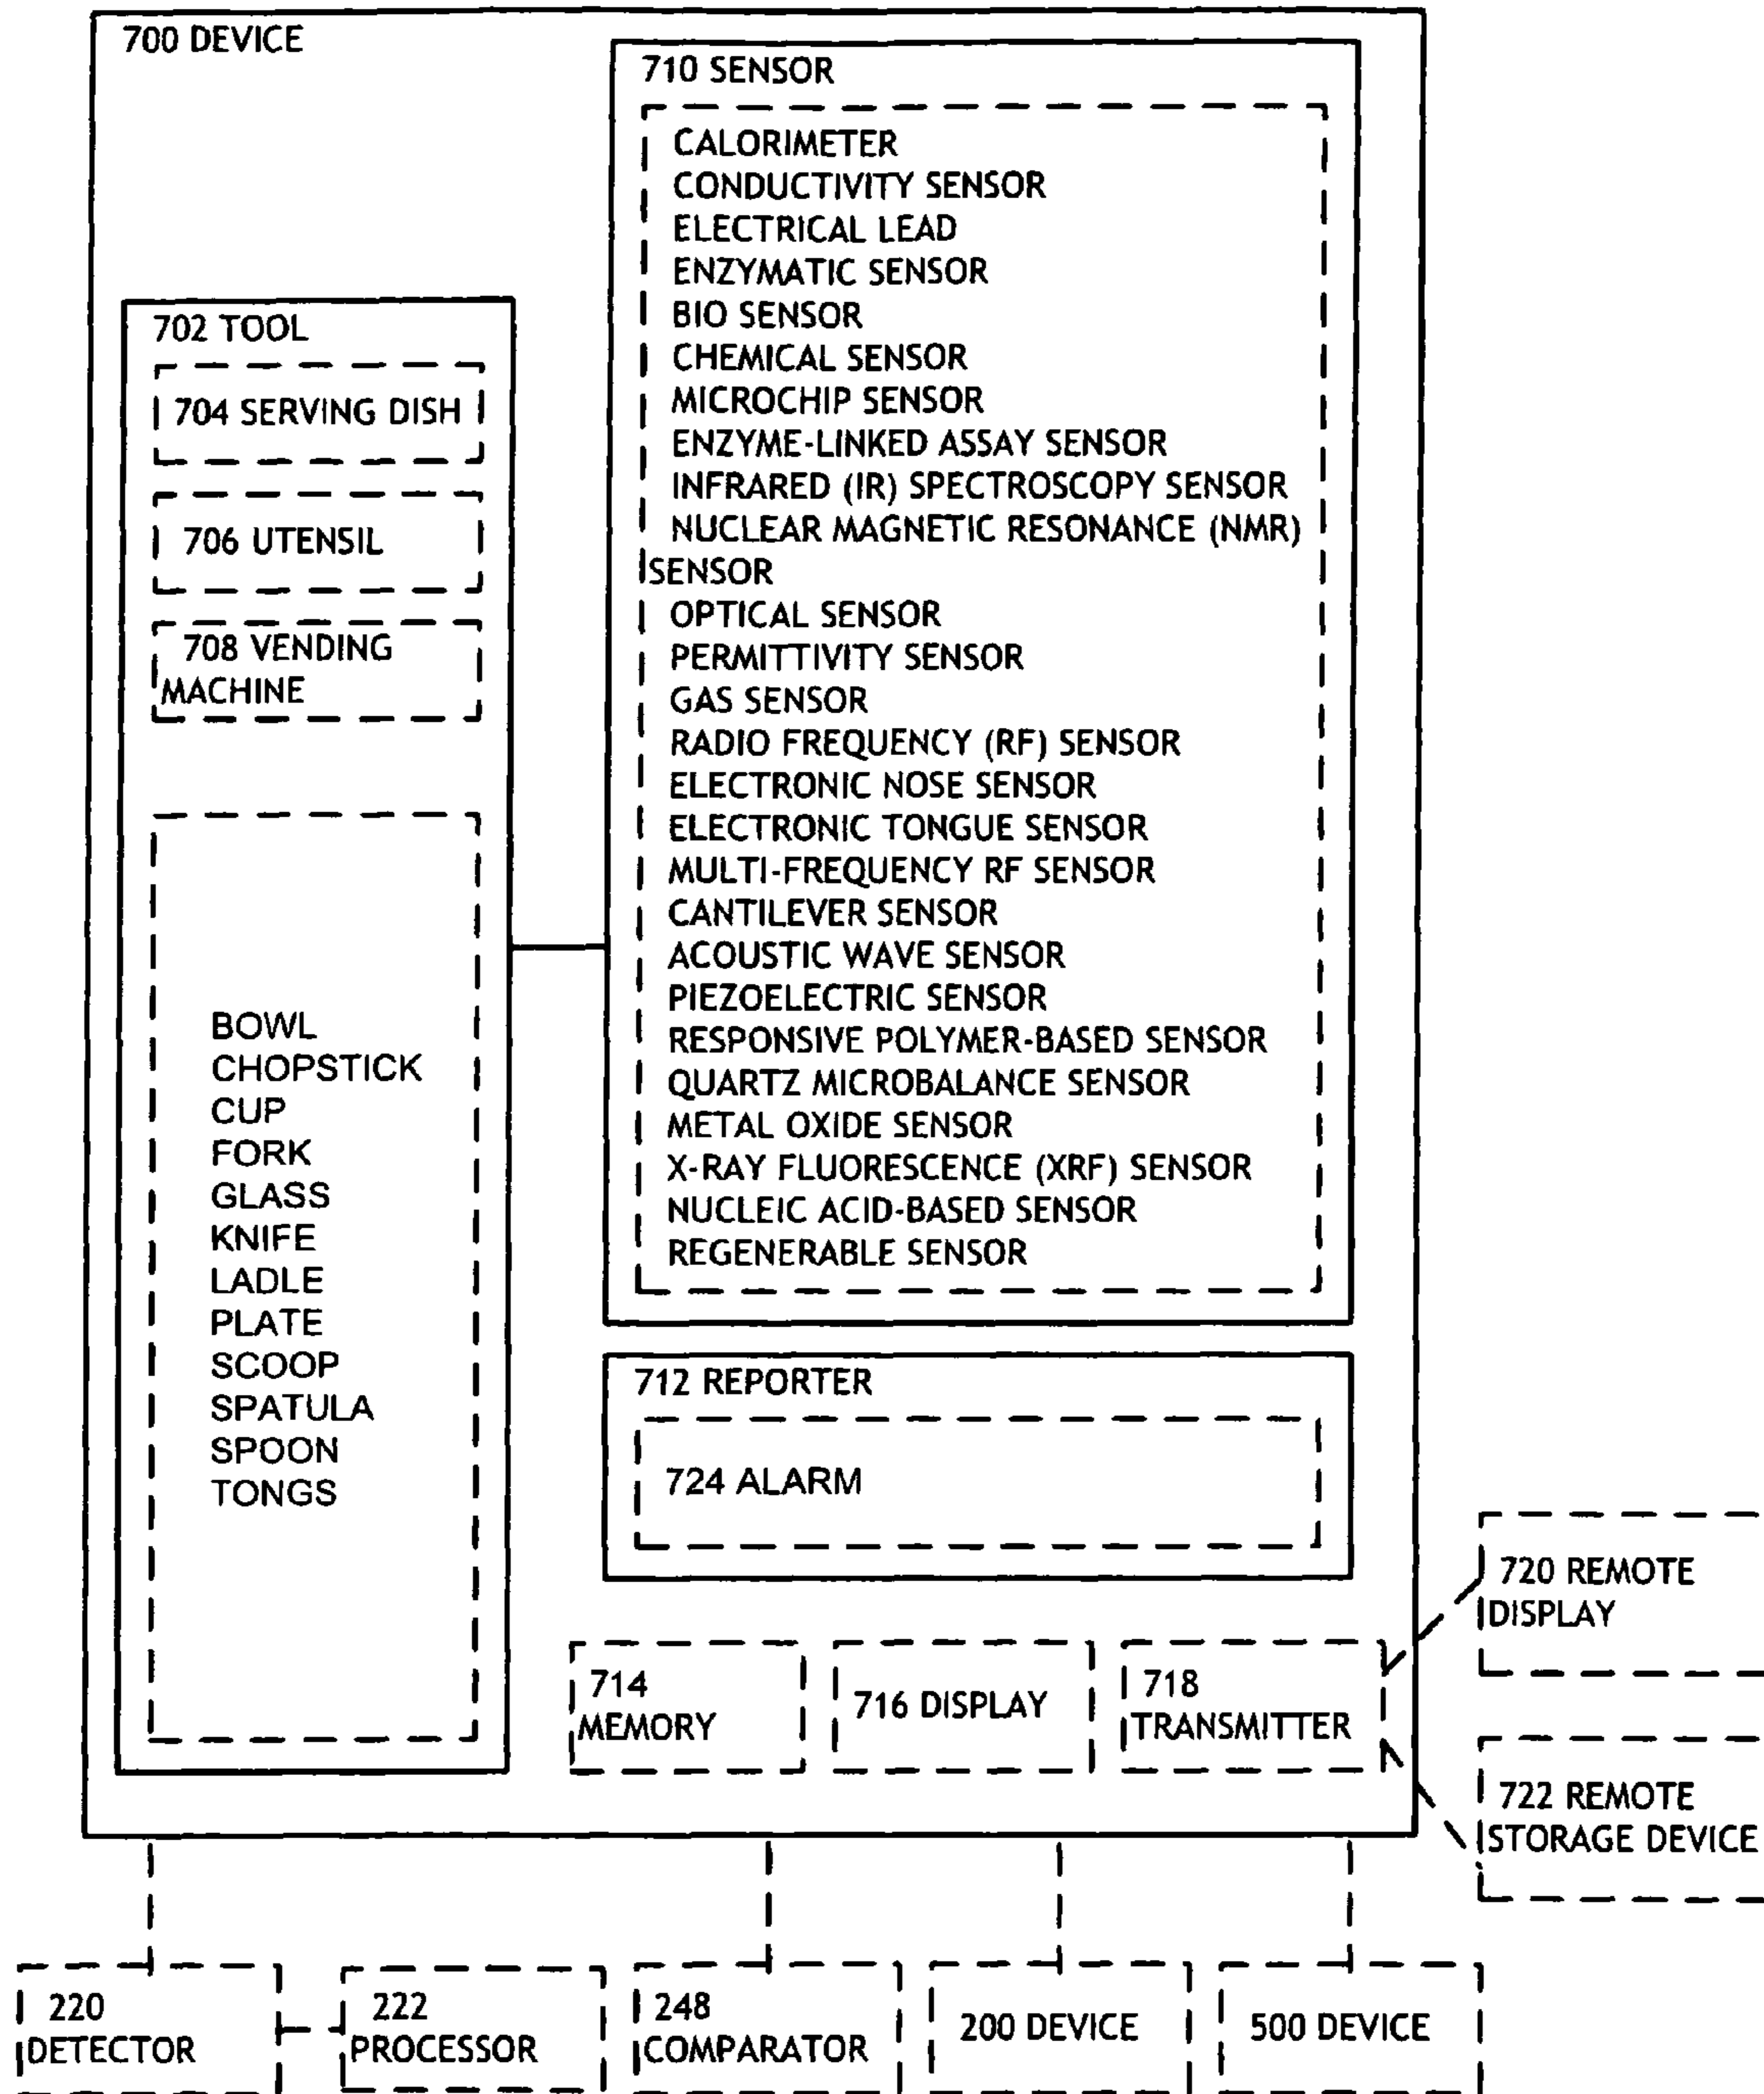 700 DEVICE
710 SENSOR
CALORIMETER
CONDUCTIVITY SENSOR
ELECTRICAL LEAD
ENZYMATIC SENSOR
BIO SENSOR
CHEMICAL SENSOR
MICROCHIP SENSOR
ENZYME-LINKED ASSAY SENSOR
INFRARED (IR) SPECTROSCOPY SENSOR
NUCLEAR MAGNETIC RESONANCE (NMR)
SENSOR
OPTICAL SENSOR
PERMITTIVITY SENSOR
GAS SENSOR
RADIO FREQUENCY (RF) SENSOR
ELECTRONIC NOSE SENSOR
ELECTRONIC TONGUE SENSOR
MULTI-FREQUENCY RF SENSOR
CANTILEVER SENSOR
ACOUSTIC WAVE SENSOR
PIEZOELECTRIC SENSOR
RESPONSIVE POLYMER-BASED SENSOR
QUARTZ MICROBALANCE SENSOR
METAL OXIDE SENSOR
X-RAY FLUORESCENCE (XRF) SENSOR
NUCLEIC ACID-BASED SENSOR
REGENERABLE SENSOR
702 TOOL
704 SERVING DISH
706 UTENSIL
708 VENDING
MACHINE
BOWL
CHOPSTICK
CUP
FORK
GLASS
KNIFE
LADLE
PLATE
SCOOP
SPATULA
SPOON
TONGS
712 REPORTER
724 ALARM
714
MEMORY
716 DISPLAY
718
TRANSMITTER
720 REMOTE
DISPLAY
722 REMOTE
STORAGE DEVICE
220
DETECTOR
222
PROCESSOR
248
COMPARATOR
200 DEVICE
500 DEVICE